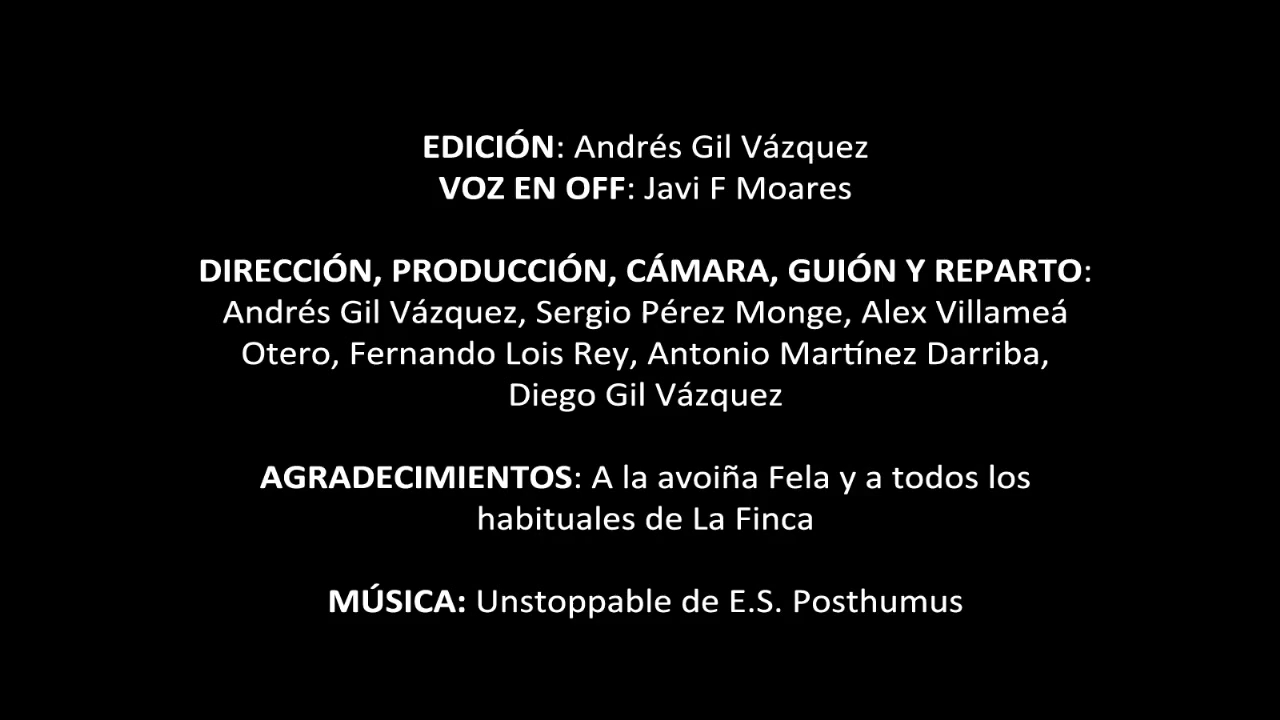 EDICIÓN: Andrés Gil Vázquez
VOZ EN OFF: Javi F Moares
DIRECCIÓN, PRODUCCIÓN, CÁMARA, GUIÓN Y REPARTO:
Andrés Gil Vázquez, Sergio Pérez Monge, Alex Villameá
Otero, Fernando Lois Rey, Antonio Martínez Darriba,
Diego Gil Vázquez
AGRADECIMIENTOS: A la avoiña Fela y a todos los
habituales de La Finca
MÚSICA: Unstoppable de E.S. Posthumus